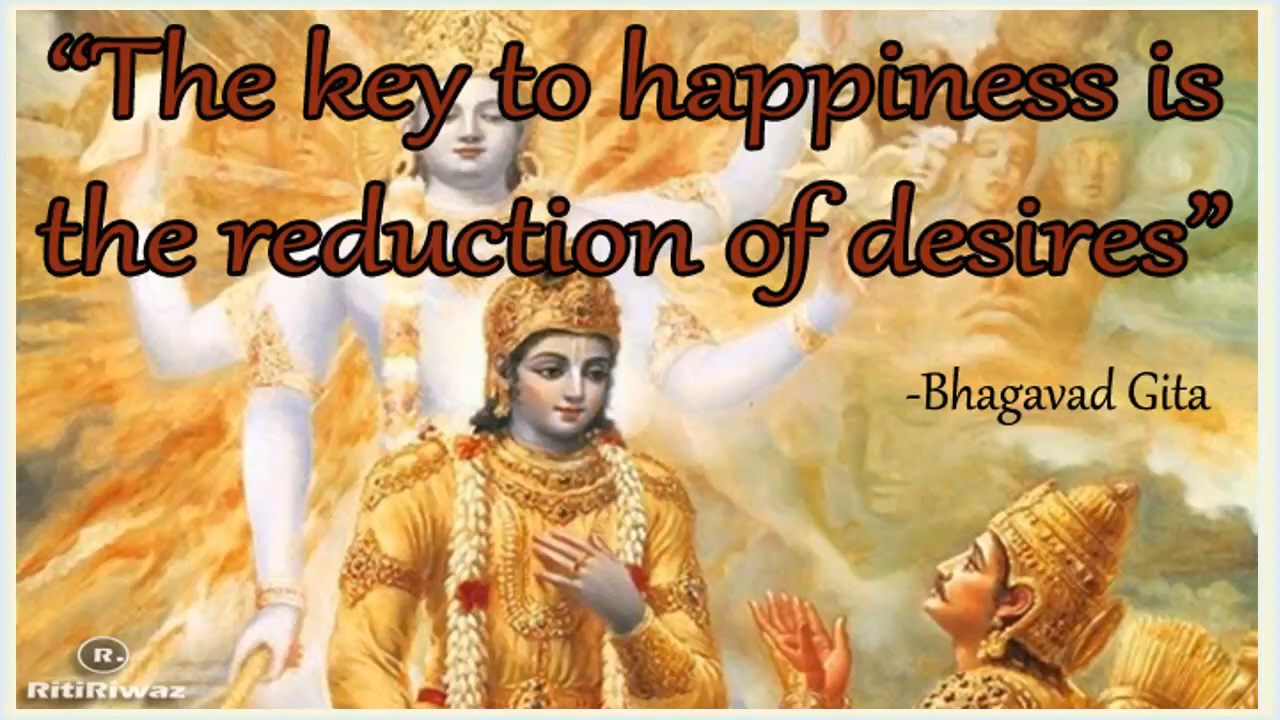 “The key to happiness is
the reduction of desires”
-Bhagavad Gita
R.
RitiRiwaz